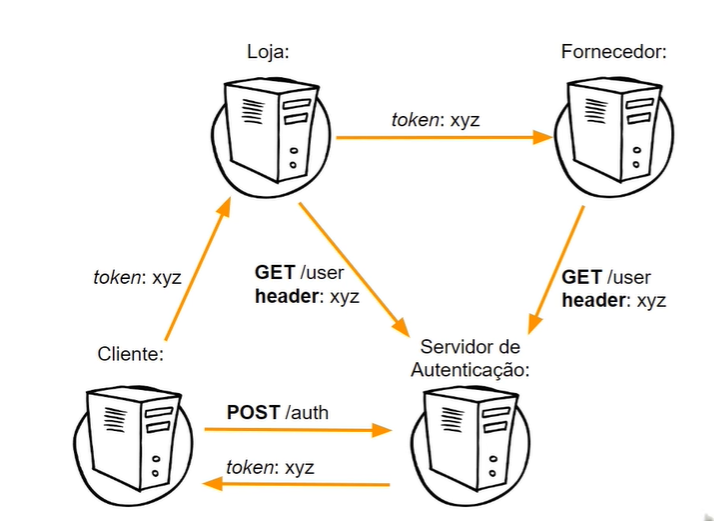 Loja:
Fornecedor:
token: xyz
token: xyz
GET /user
header: xyz
GET /user
header: xyz
Cliente:
Servidor de
Autenticação:
POST /auth
token: xyz